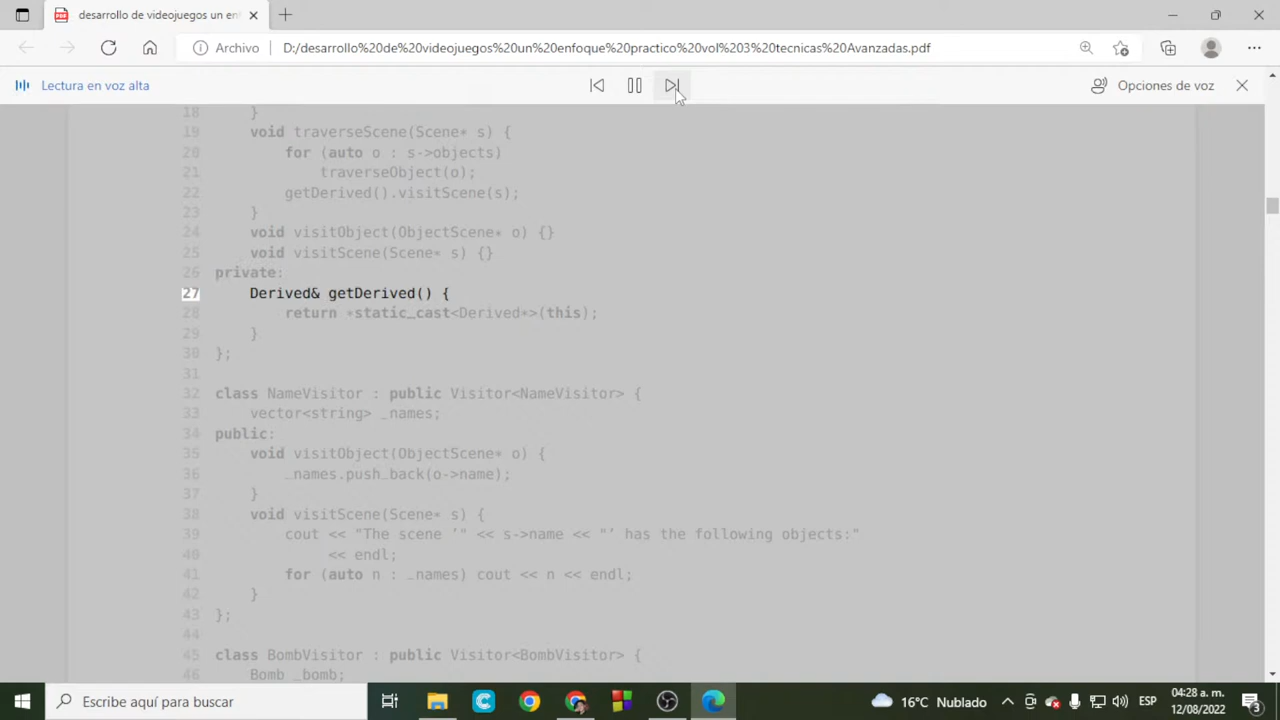 desarrollo de videojuegos un en
Archivo
D:/desarrollo%20de%20videojuegos%20un%20enfoque%20practico%20vol%203%20tecnicas%20Avanzadas.pdf
Lectura en voz alta
Opciones de voz
18 }
19 void traverseScene(Scene* s) {
20 for (auto o : s->objects)
21 traverseObject(o);
22 getDerived().visitScene(s);
23 }
24 void visitObject(ObjectScene* o) {}
25 void visitScene(Scene* s) {}
26 private:
27 Derived& getDerived() {
28 return *static_cast<Derived*>(this);
29 }
30 };
31
32 class NameVisitor : public Visitor<NameVisitor> {
33 vector<string> _names;
34 public:
35 void visitObject(ObjectScene* o) {
36 _names.push_back(o->name);
37 }
38 void visitScene(Scene* s) {
39 cout << "The scene ’" << s->name << "’ has the following objects:"
40 << endl;
41 for (auto n : _names) cout << n << endl;
42 }
43 };
44
45 class BombVisitor : public Visitor<BombVisitor> {
46 Bomb _bomb;
Escribe aquí para buscar
16°C Nublado
ESP
04:28 a. m.
12/08/2022
3